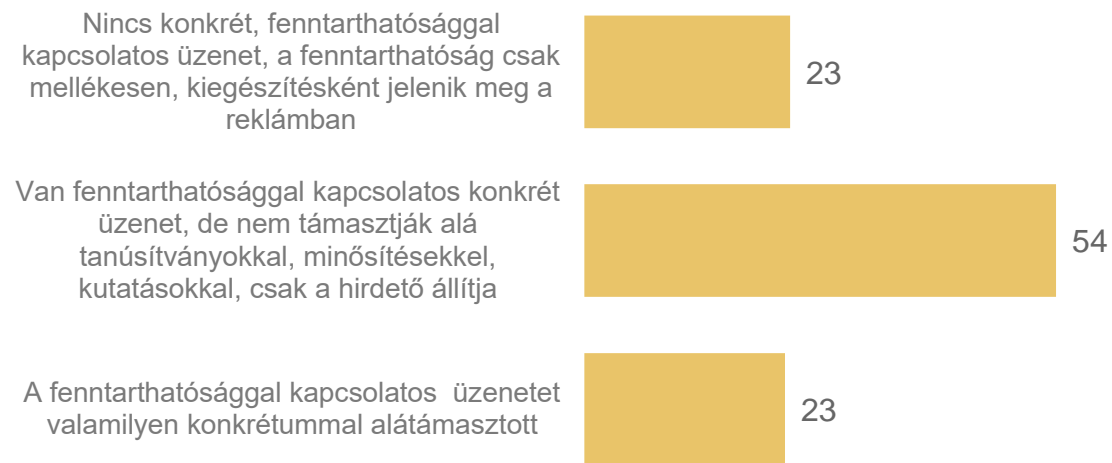 Nincs konkrét, fenntarthatósággal
kapcsolatos üzenet, a fenntarthatóság csak
mellékesen, kiegészítésként jelenik meg a
reklámban
23
Van fenntarthatósággal kapcsolatos konkrét
üzenet, de nem támasztják alá
tanúsítványokkal, minősítésekkel,
kutatásokkal, csak a hirdető állítja
54
A fenntarthatósággal kapcsolatos  üzenetet
valamilyen konkrétummal alátámasztott
23